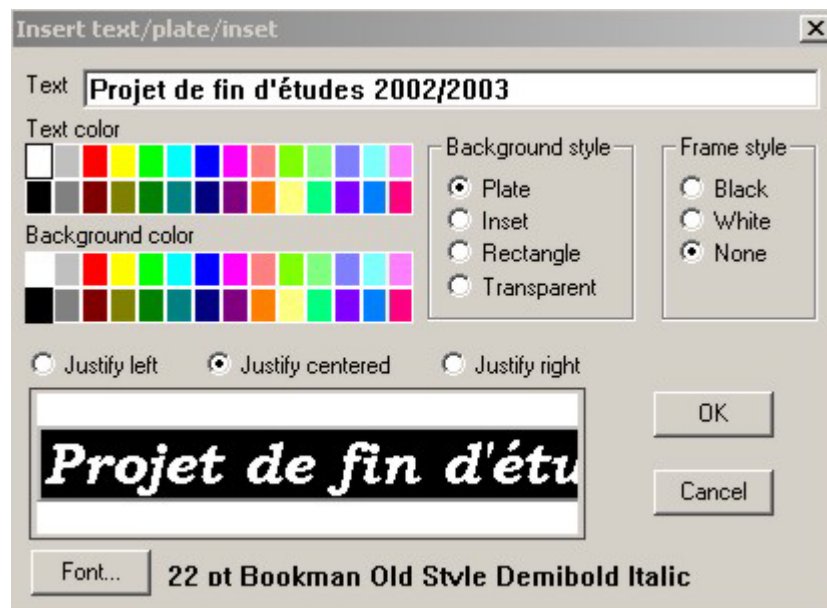 Insert text/plate/inset
Text Projet de fin d'études 2002/2003
Text color
Background style
Plate
Inset
Rectangle
Transparent
Frame style
Black
White
None
Background color
Justify left Justify centered Justify right
Projet de fin d'étu
OK
Cancel
Font... 22 pt Bookman Old Style Demibold Italic